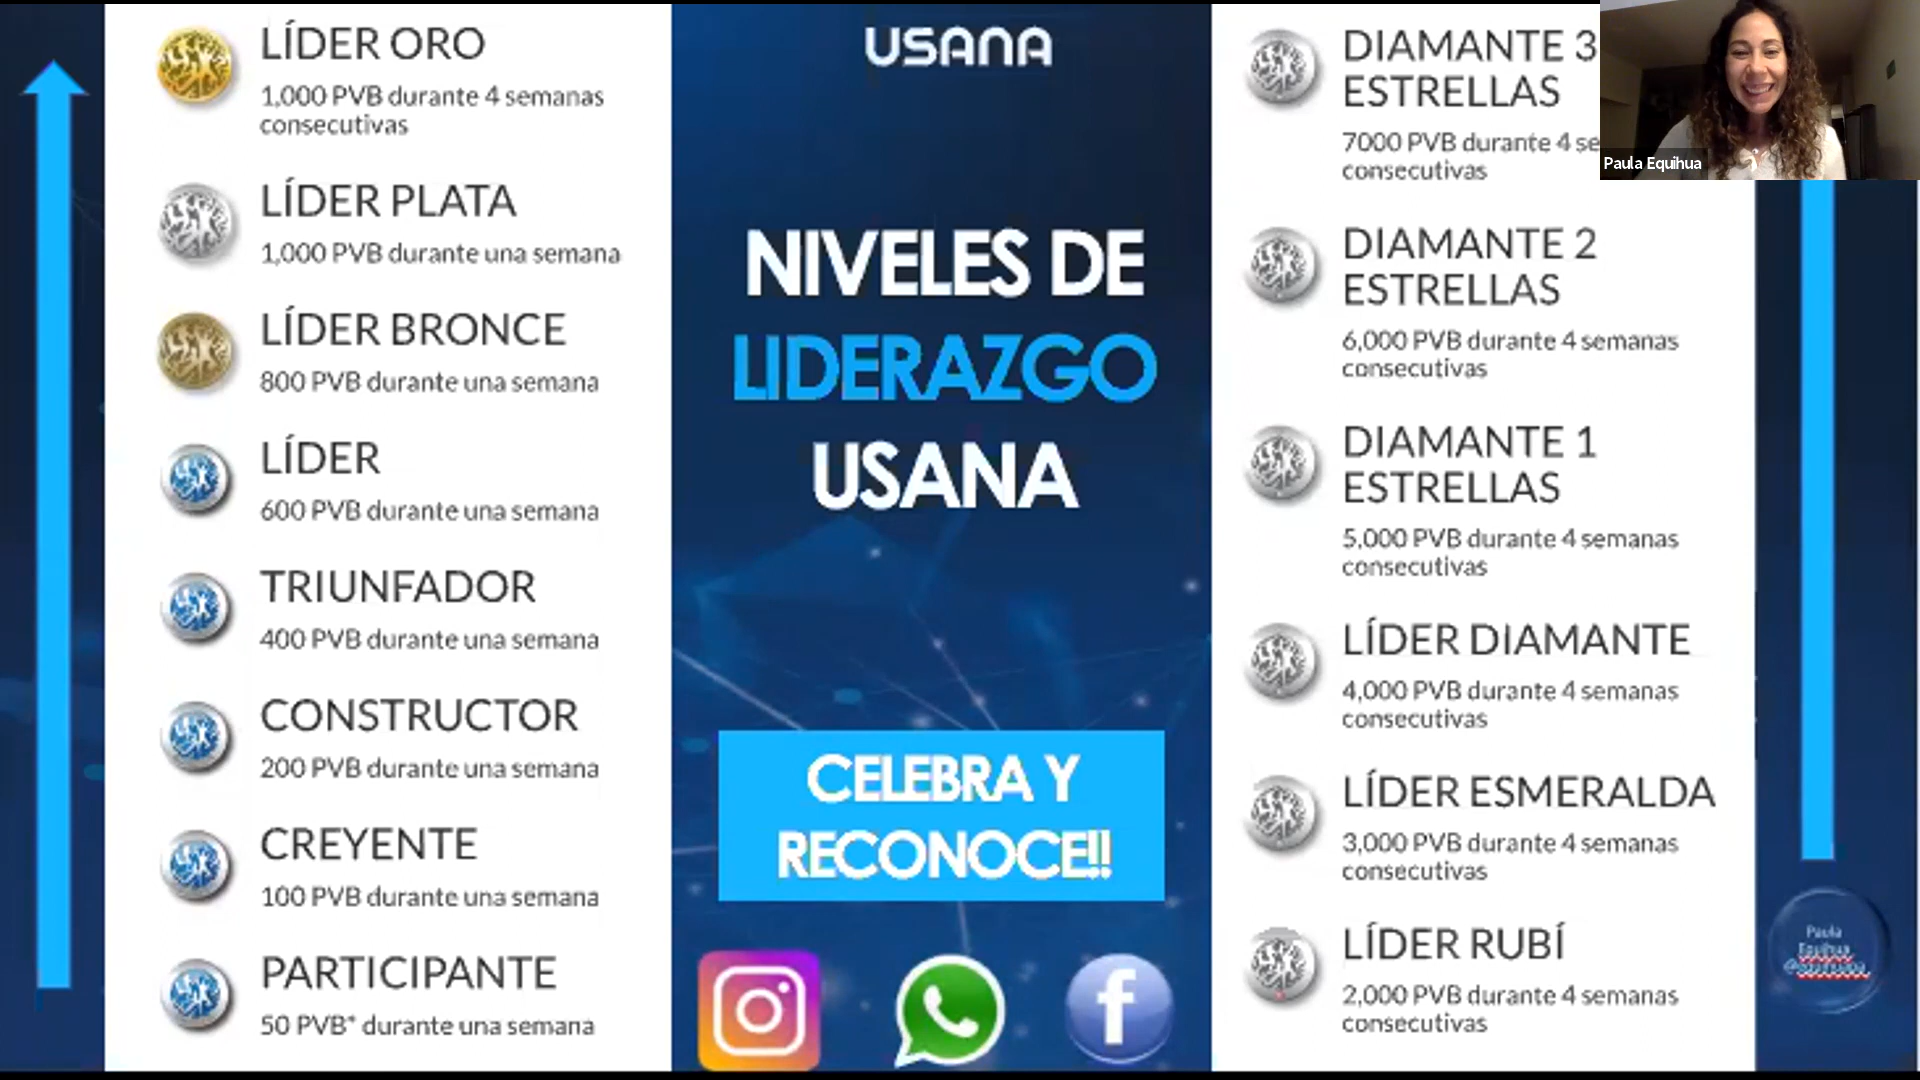 LÍDER ORO
1,000 PVB durante 4 semanas
consecutivas
LÍDER PLATA
1,000 PVB durante una semana
LÍDER BRONCE
800 PVB durante una semana
LÍDER
600 PVB durante una semana
TRIUNFADOR
400 PVB durante una semana
CONSTRUCTOR
200 PVB durante una semana
CREYENTE
100 PVB durante una semana
PARTICIPANTE
50 PVB* durante una semana
USANA
NIVELES DE
LIDERAZGO
USANA
CELEBRA Y
RECONOCE!!
f
DIAMANTE 3
ESTRELLAS
7000 PVB durante 4 se
consecutivas
DIAMANTE 2
ESTRELLAS
6,000 PVB durante 4 semanas
consecutivas
DIAMANTE 1
ESTRELLAS
5,000 PVB durante 4 semanas
consecutivas
LÍDER DIAMANTE
4,000 PVB durante 4 semanas
consecutivas
LÍDER ESMERALDA
3,000 PVB durante 4 semanas
consecutivas
LÍDER RUBÍ
2,000 PVB durante 4 semanas
consecutivas
Paula Equihua
Paula
Equihua